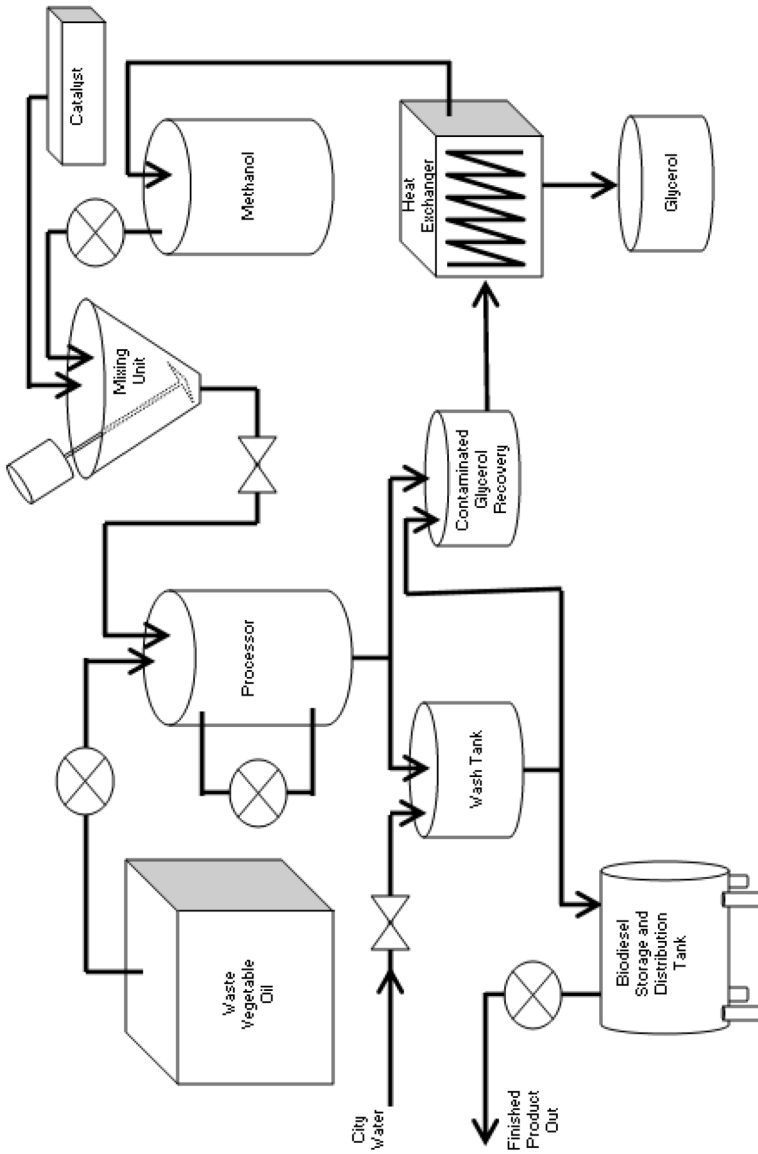 Waste
Vegetable
Oil
Processor
Mixing
Unit
Methanol
Catalyst
City
Water
Wash Tank
Contaminated
Glycerol
Recovery
Heat
Exchanger
Finished
Product
Out
Biodiesel
Storage and
Distribution
Tank
Glycerol